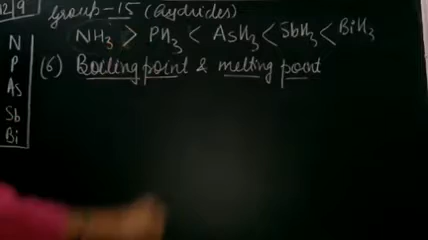 12/9
Group-15 (Hydrides)
NH₃ > PH₃ < AsH₃ < SbH₃ < BiH₃
(6) Boiling point & melting point
N
P
As
Sb
Bi